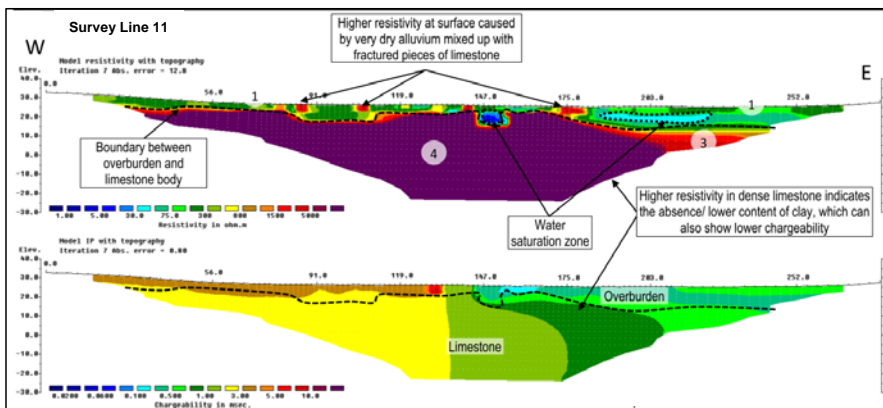 Survey Line 11
Higher resistivity at surface caused
by very dry alluvium mixed up with
fractured pieces of limestone
W
E
Model resistivity with topography
Iteration 7 Abs. error = 12.8
Elev.
40.0
30.0
20.0
10.0
0.0
-10.0
-20.0
-30.0
0.0
56.0
91.0
119.0
147.0
175.0
203.0
252.0
1
1
3
4
Boundary between
overburden and
limestone body
Water
saturation zone
Higher resistivity in dense limestone indicates
the absence/ lower content of clay, which can
also show lower chargeability
1.00 5.00 30.0 75.0 300 800 1500 5000
Resistivity in ohm.m
Model IP with topography
Iteration 7 Abs. error = 0.80
Elev.
40.0
30.0
20.0
10.0
0.0
-10.0
-20.0
-30.0
0.0
56.0
91.0
119.0
147.0
175.0
203.0
252.0
Overburden
Limestone
0.0200 0.0600 0.100 0.500 1.00 3.00 5.00 10.0
Chargeability in msec.